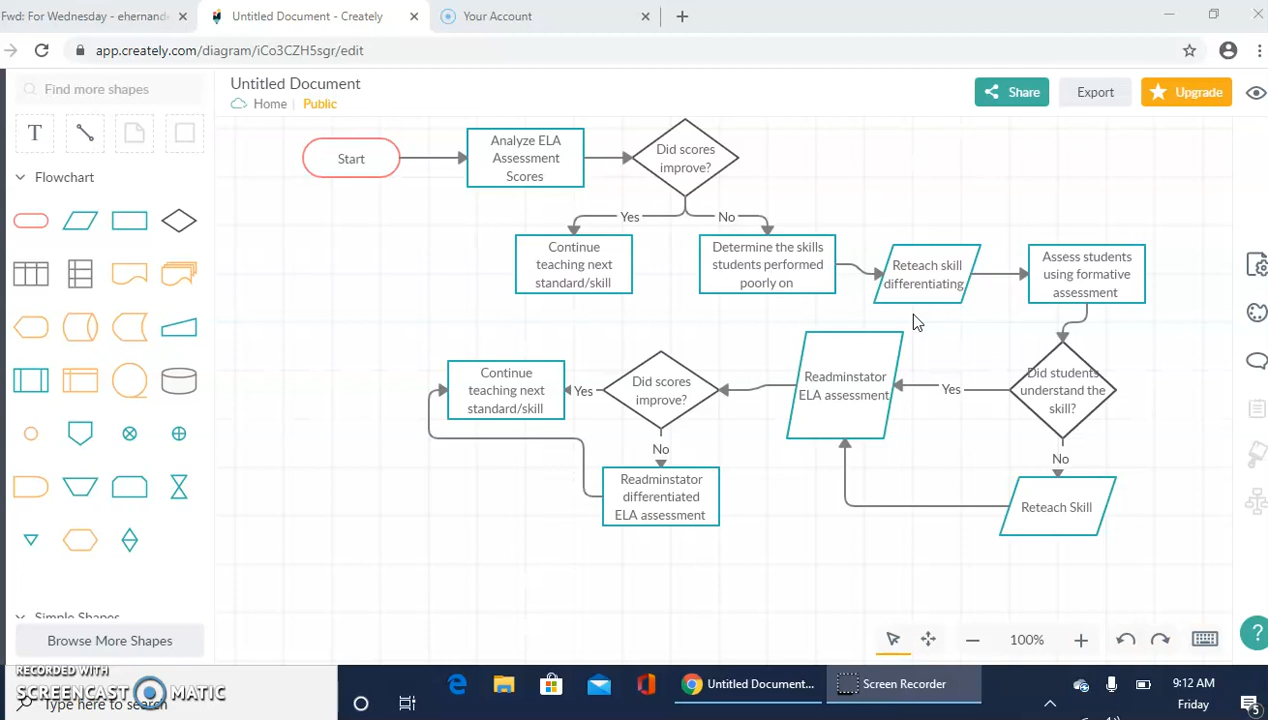 Fwd: For Wednesday - ehernande
Untitled Document - Creately
Your Account
app.creately.com/diagram/iCo3CZH5sgr/edit
Find more shapes
Untitled Document
Home
Public
Share
Export
Upgrade
T
Flowchart
Start
Analyze ELA
Assessment
Scores
Did scores
improve?
Yes
No
Continue
teaching next
standard/skill
Determine the skills
students performed
poorly on
Reteach skill
differentiating
Assess students
using formative
assessment
Did students
understand the
skill?
Yes
No
Reteach Skill
Readminstator
ELA assessment
Did scores
improve?
Yes
No
Continue
teaching next
standard/skill
Readminstator
differentiated
ELA assessment
Simple Shapes
Browse More Shapes
100%
?
RECORDED WITH
SCREENCAST MATIC
Type here to search
Untitled Document...
Screen Recorder
9:12 AM
Friday
5